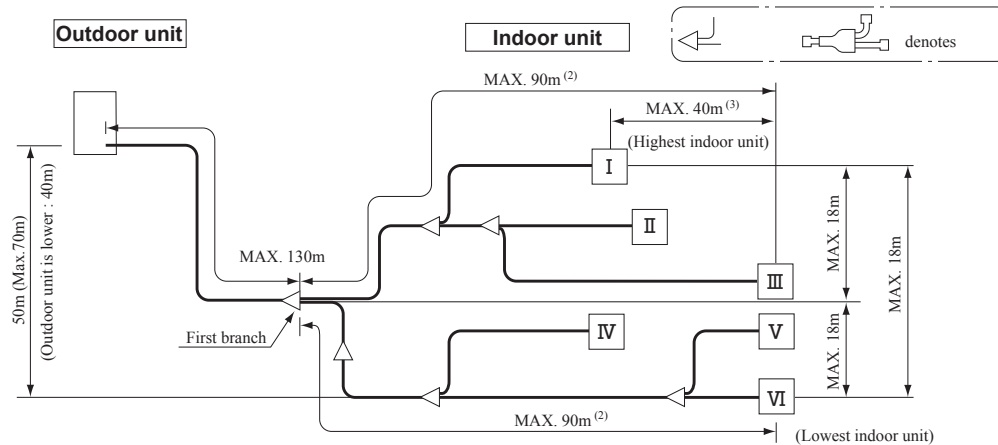 Outdoor unit
Indoor unit
denotes
MAX. 90m (2)
MAX. 40m (3)
(Highest indoor unit)
I
II
III
MAX. 130m
50m (Max.70m)
(Outdoor unit is lower : 40m)
First branch
MAX. 18m
MAX. 18m
MAX. 18m
IV
V
VI
MAX. 90m (2)
(Lowest indoor unit)